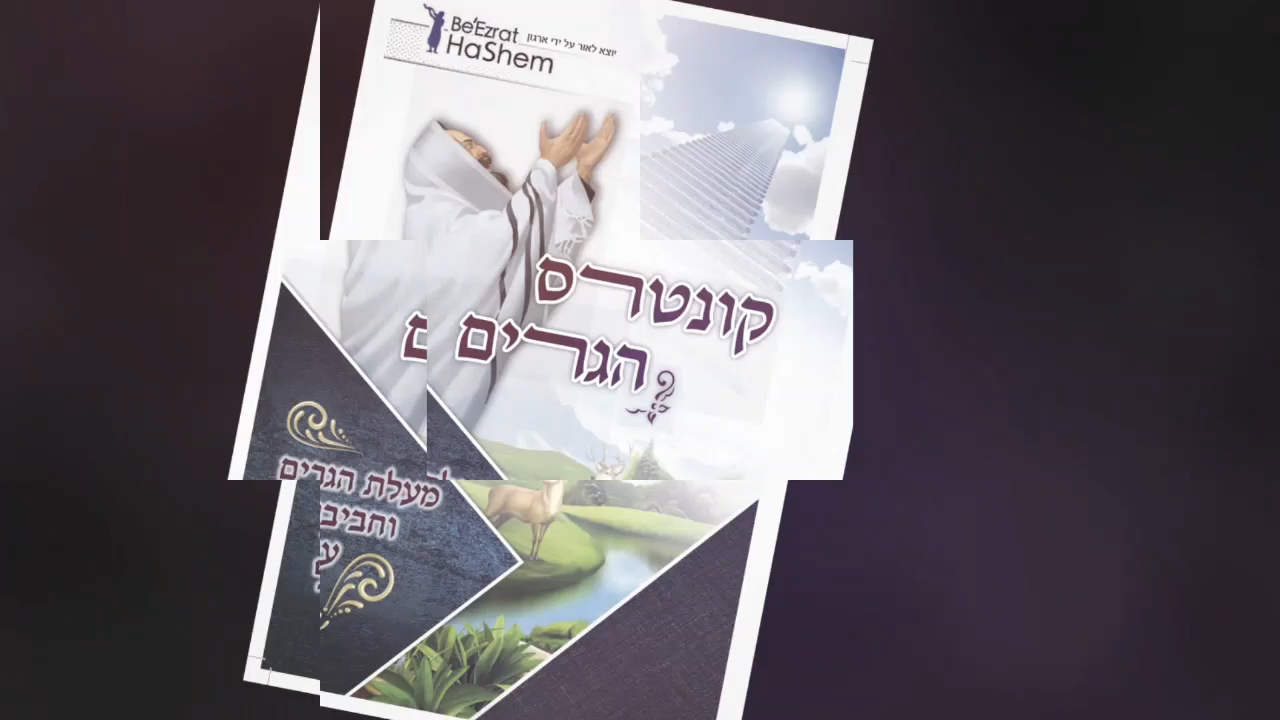 Be'Ezrat
HaShem
יוצא לאור על ידי ארגון
קונטרס
הגרים
מעלת הגרים